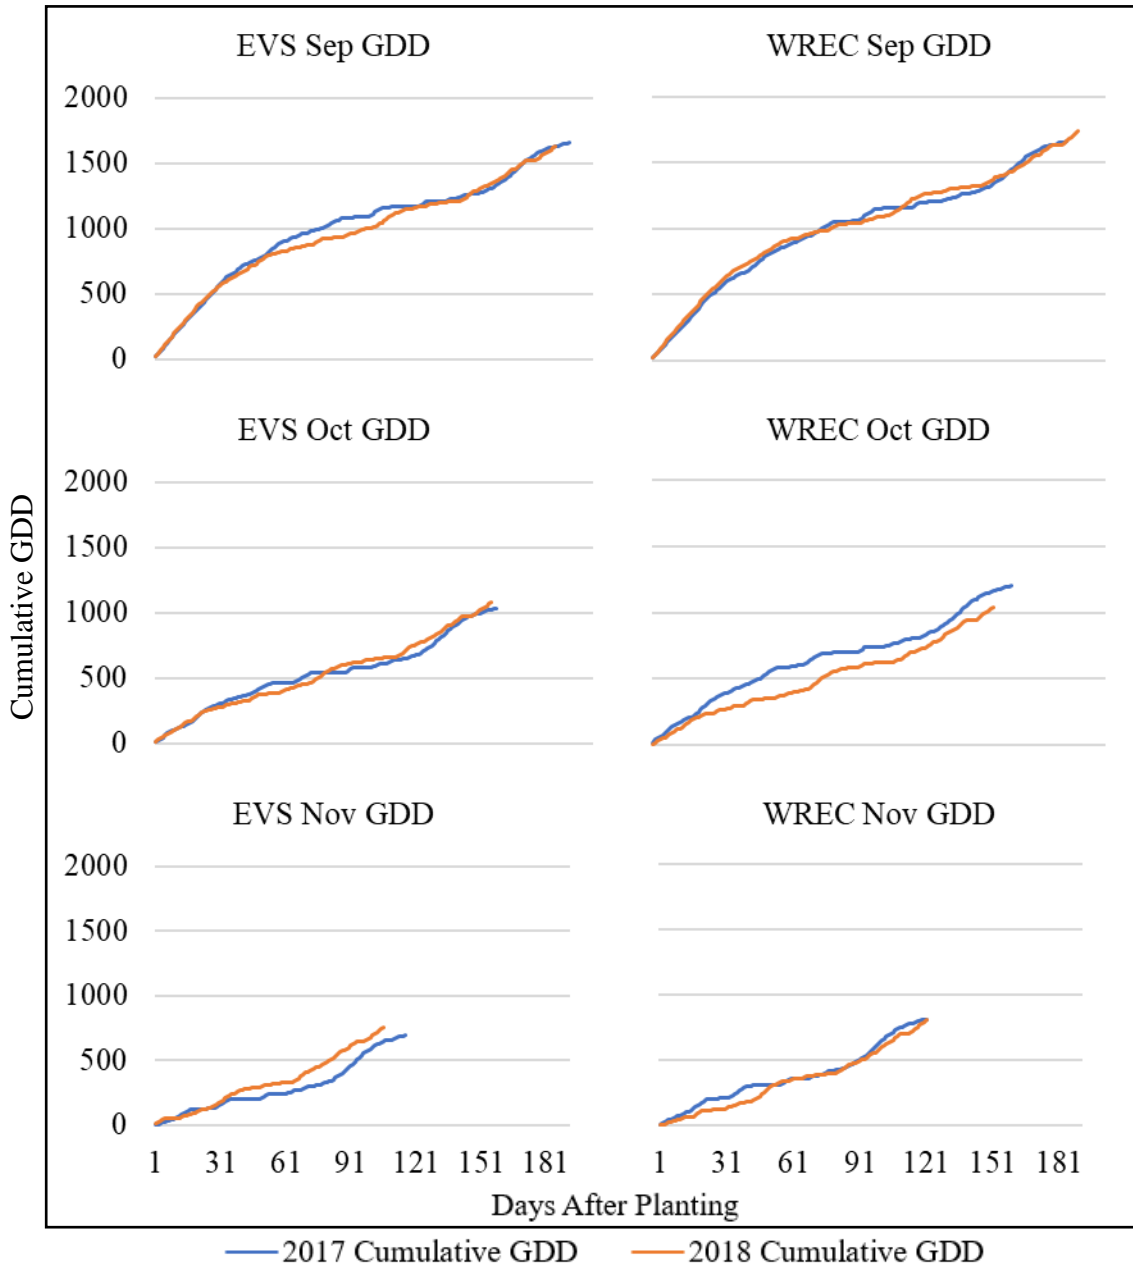 EVS Sep GDD
WREC Sep GDD
2000
1500
1000
500
0
EVS Oct GDD
WREC Oct GDD
2000
1500
1000
500
0
Cumulative GDD
EVS Nov GDD
WREC Nov GDD
2000
1500
1000
500
0
1 31 61 91 121 151 181
1 31 61 91 121 151 181
Days After Planting
2017 Cumulative GDD
2018 Cumulative GDD